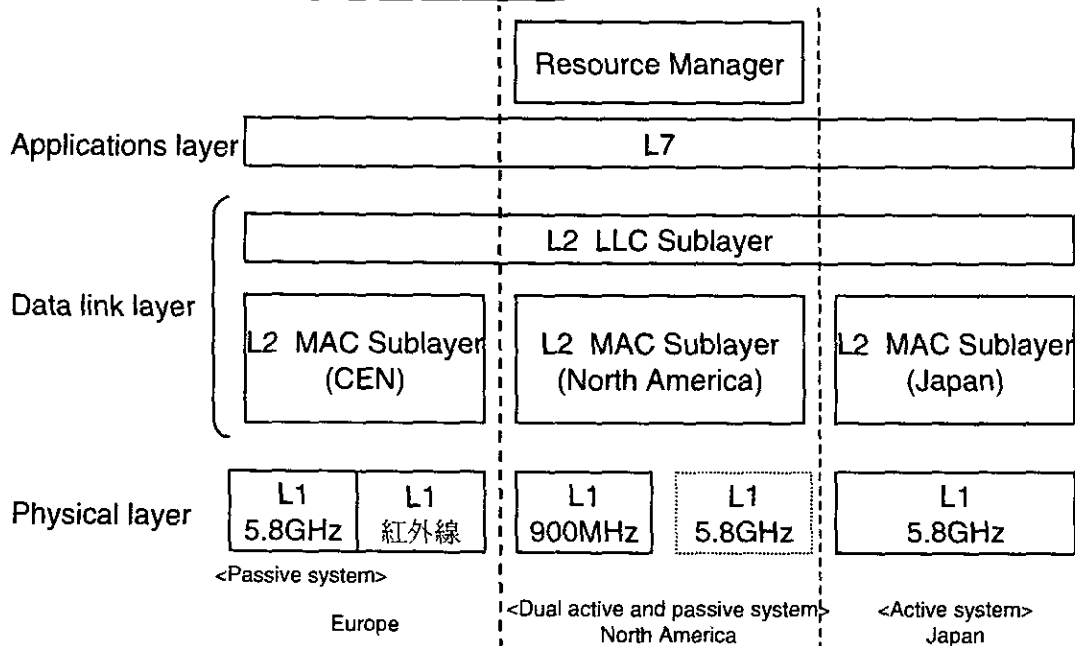 Resource Manager
Applications layer
L7
L2 LLC Sublayer
Data link layer
L2 MAC Sublayer
(CEN)
L2 MAC Sublayer
(North America)
L2 MAC Sublayer
(Japan)
Physical layer
L1
5.8GHz
L1
紅外線
L1
900MHz
L1
5.8GHz
L1
5.8GHz
<Passive system>
Europe
<Dual active and passive system>
North America
<Active system>
Japan